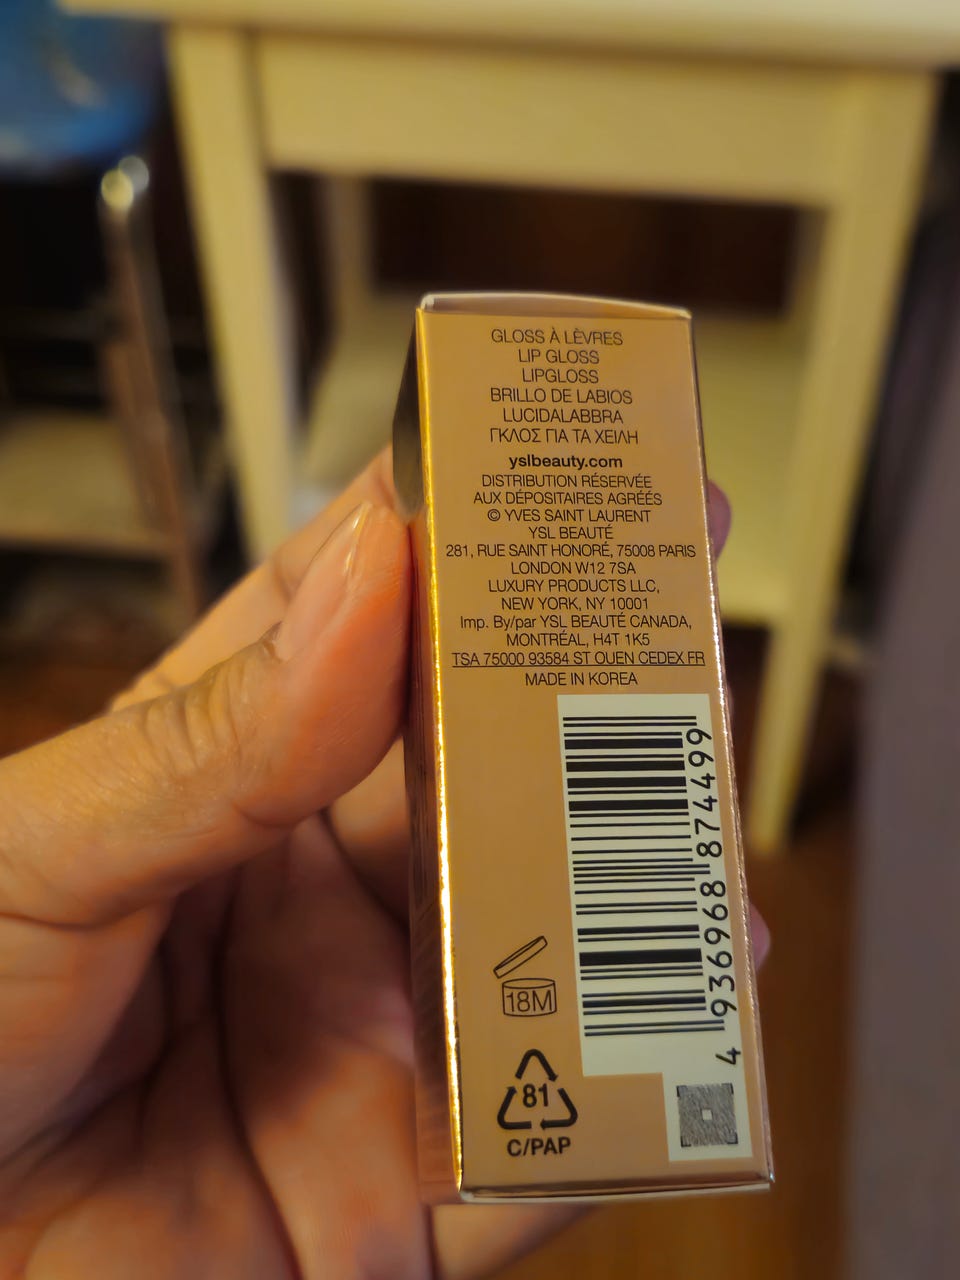 GLOSS À LÈVRES
LIP GLOSS
LIPGLOSS
BRILLO DE LABIOS
LUCIDALABBRA
ΓΚΛΟΣ ΓΙΑ ΤΑ ΧΕΙΛΗ
yslbeauty.com
DISTRIBUTION RÉSERVÉE
AUX DÉPOSITAIRES AGRÉÉS
© YVES SAINT LAURENT
YSL BEAUTÉ
281, RUE SAINT HONORÉ, 75008 PARIS
LONDON W12 7SA
LUXURY PRODUCTS LLC,
NEW YORK, NY 10001
Imp. By/par YSL BEAUTÉ CANADA,
MONTRÉAL, H4T 1K5
TSA 75000 93584 ST OUEN CEDEX FR
MADE IN KOREA
4 936968 874499
18M
81
C/PAP